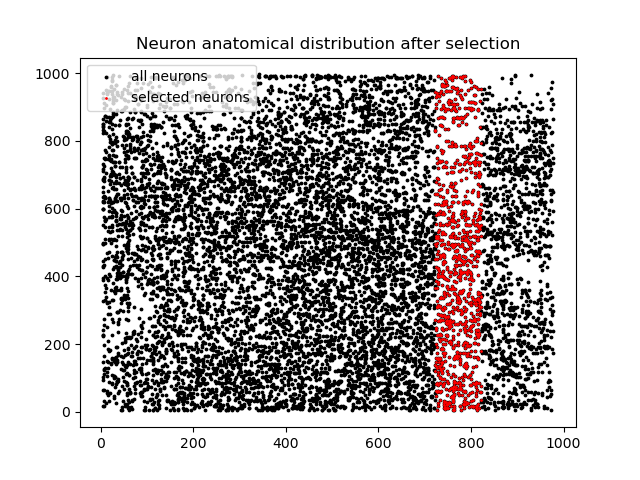 Neuron anatomical distribution after selection
all neurons
selected neurons
1000
800
600
400
200
0
0 200 400 600 800 1000